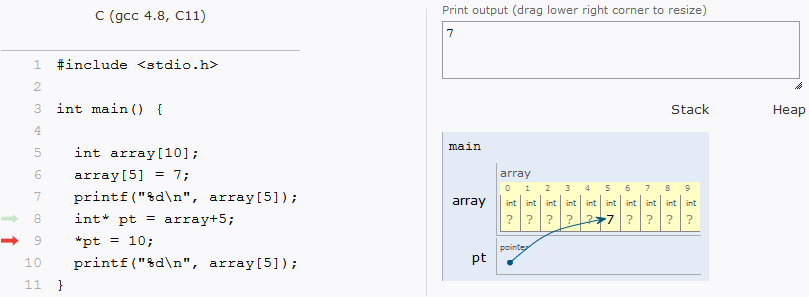 C (gcc 4.8, C11)
1 #include <stdio.h>
2
3 int main() {
4
5 int array[10];
6 array[5] = 7;
7 printf("%d\n", array[5]);
8 int* pt = array+5;
9 *pt = 10;
10 printf("%d\n", array[5]);
11 }
Print output (drag lower right corner to resize)
7
Stack Heap
main
array
array
0 1 2 3 4 5 6 7 8 9
int int int int int int int int int int
? ? ? ? ? 7 ? ? ? ?
pt
pointer